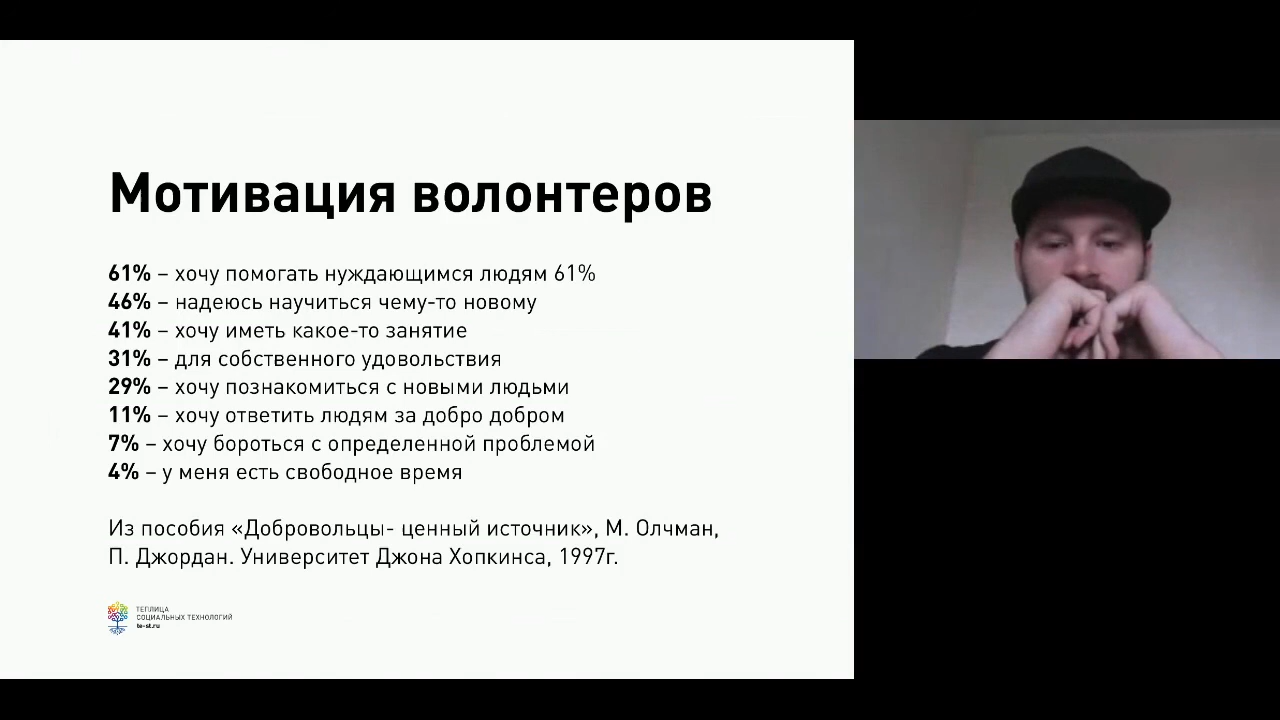 Мотивация волонтеров
61% – хочу помогать нуждающимся людям 61%
46% – надеюсь научиться чему-то новому
41% – хочу иметь какое-то занятие
31% – для собственного удовольствия
29% – хочу познакомиться с новыми людьми
11% – хочу ответить людям за добро добром
7% – хочу бороться с определенной проблемой
4% – у меня есть свободное время
Из пособия «Добровольцы- ценный источник», М. Олчман,
П. Джордан. Университет Джона Хопкинса, 1997г.
ТЕПЛИЦА
СОЦИАЛЬНЫХ ТЕХНОЛОГИЙ
te-st.ru